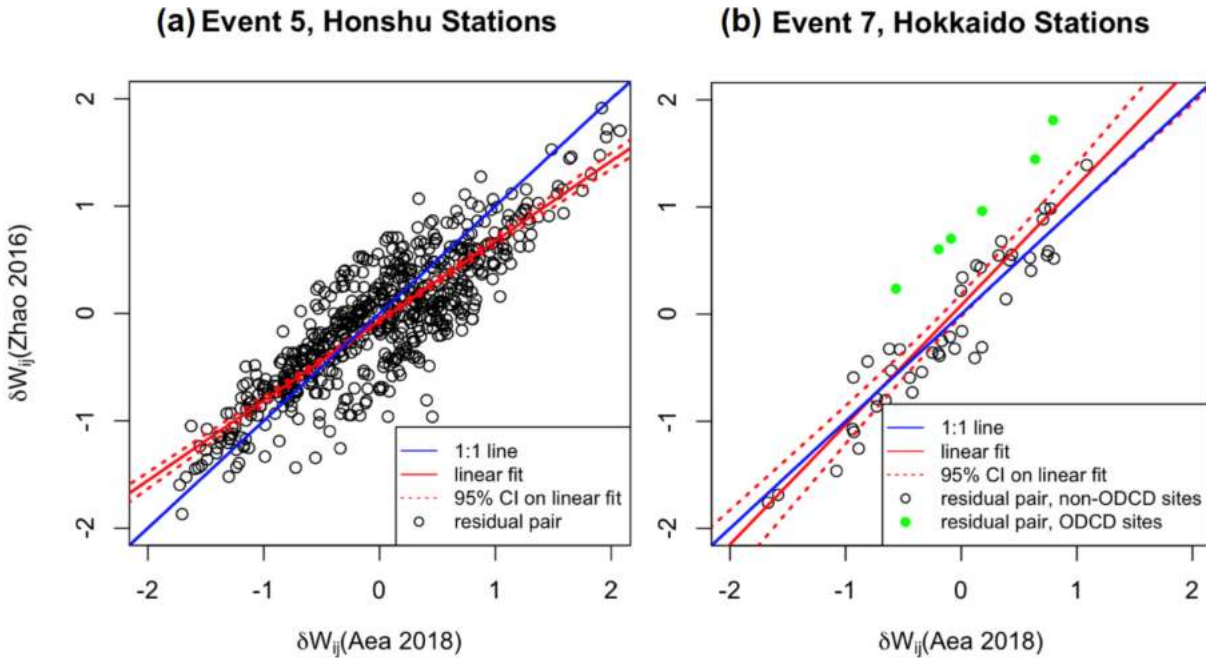 (a) Event 5, Honshu Stations
δWij(Zhao 2016)
2
1
0
-1
-2
1:1 line
linear fit
95% CI on linear fit
residual pair
-2 -1 0 1 2
δWij(Aea 2018)
(b) Event 7, Hokkaido Stations
2
1
0
-1
-2
1:1 line
linear fit
95% CI on linear fit
residual pair, non-ODCD sites
residual pair, ODCD sites
-2 -1 0 1 2
δWij(Aea 2018)